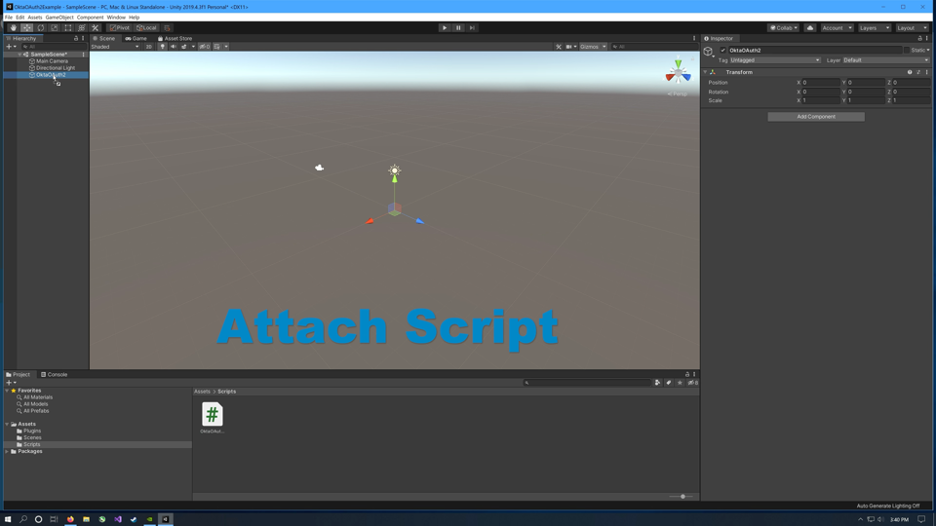 OktaOAuth2Example - SampleScene - PC, Mac & Linux Standalone - Unity 2019.4.3f1 Personal* <DX11>
File Edit Assets GameObject Component Window Help
Pivot Local Collab Account Layers Layout
Hierarchy
All
SampleScene*
Main Camera
Directional Light
OktaOAuth2
Scene Game Asset Store
Shaded 2D Gizmos All
Persp
Attach Script
Inspector
OktaOAuth2 Static
Tag Untagged Layer Default
Transform
Position X 0 Y 0 Z 0
Rotation X 0 Y 0 Z 0
Scale X 1 Y 1 Z 1
Add Component
Project Console
Favorites
All Materials
All Models
All Prefabs
Assets
Plugins
Scenes
Scripts
Packages
Assets Scripts
#
OktaOAut...
Auto Generate Lighting Off
3:40 PM